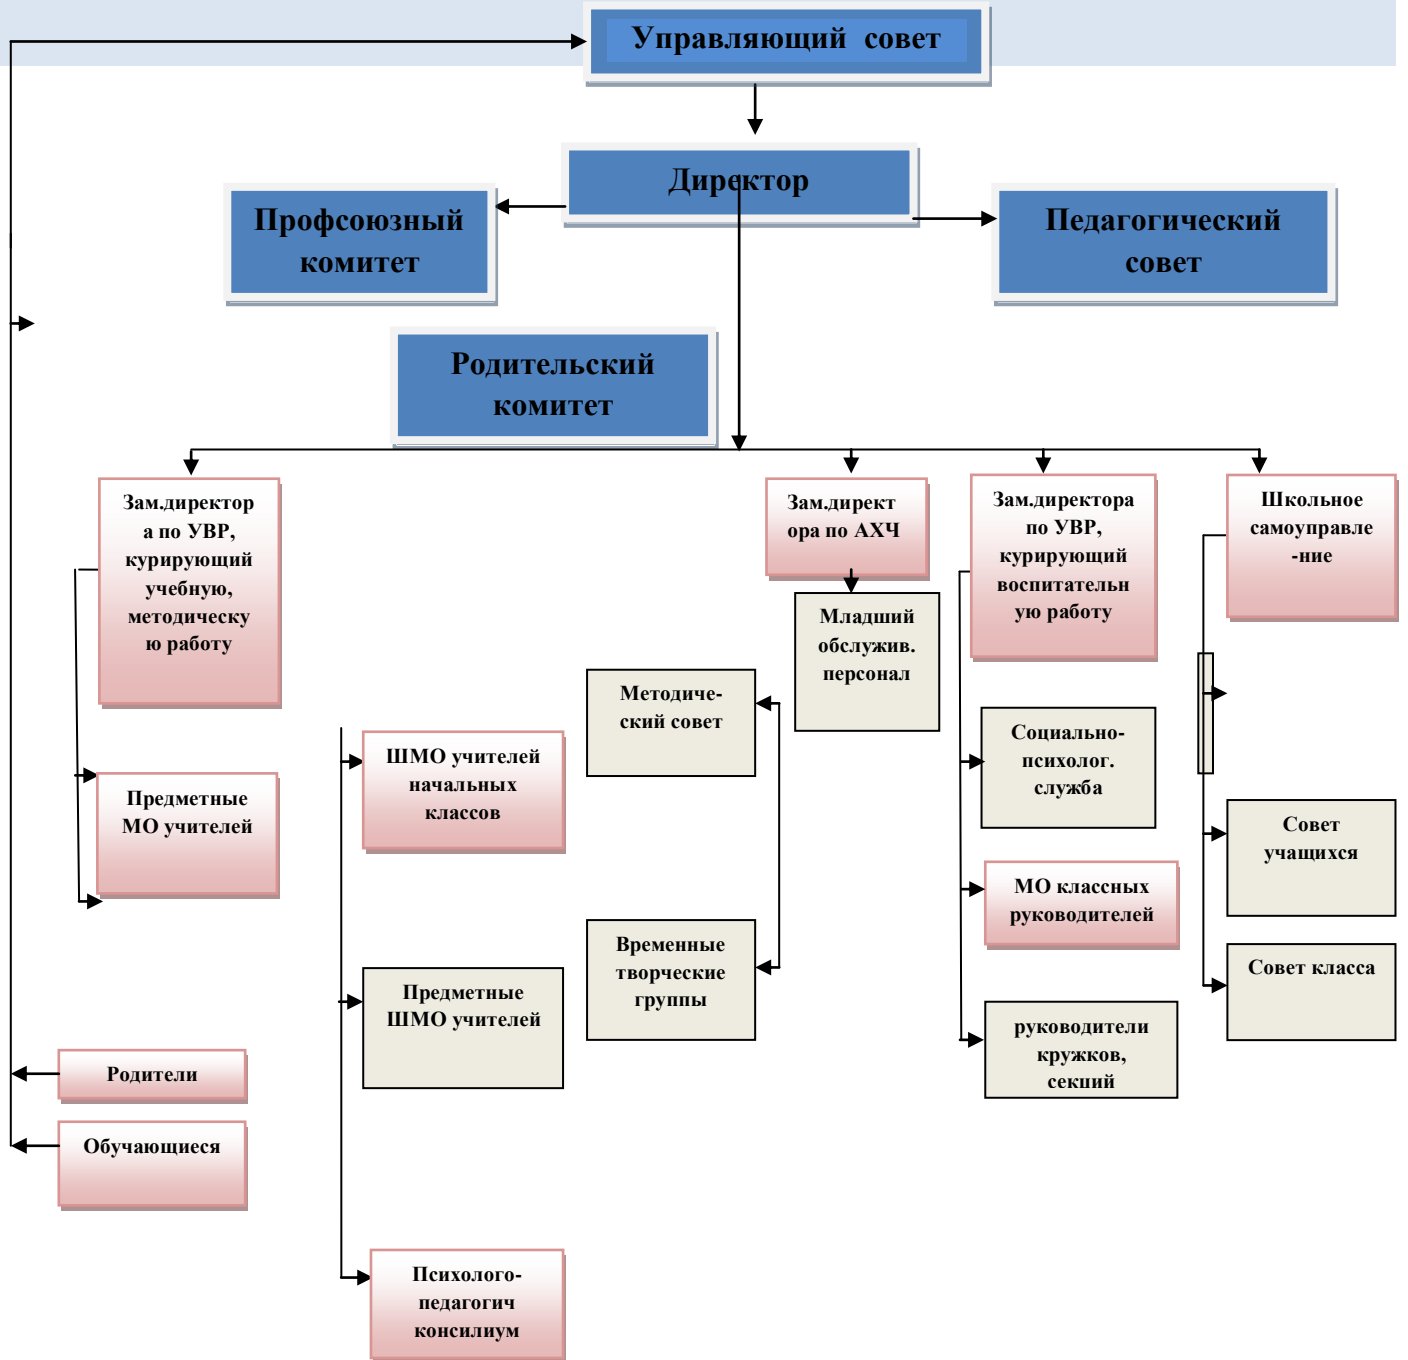 Управляющий совет
Директор
Профсоюзный
комитет
Педагогический
совет
Родительский
комитет
Зам.директор
а по УВР,
курирующий
учебную,
методическу
ю работу
Зам.директ
ора по АХЧ
Зам.директора
по УВР,
курирующий
воспитательн
ую работу
Школьное
самоуправле
-ние
Младший
обслужив.
персонал
Методиче-
ский совет
Социально-
психолог.
служба
ШМО учителей
начальных
классов
Предметные
МО учителей
Совет
учащихся
МО классных
руководителей
Временные
творческие
группы
Совет класса
Предметные
ШМО учителей
руководители
кружков,
секций
Родители
Обучающиеся
Психолого-
педагогич
консилиум